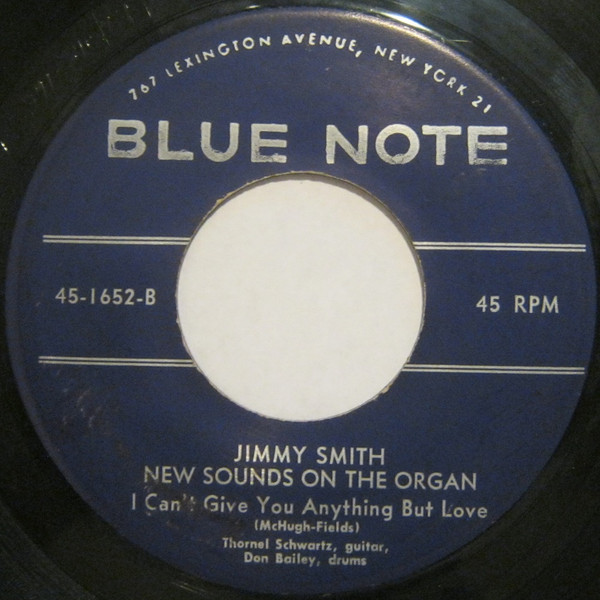 767 LEXINGTON AVENUE, NEW YORK 21
BLUE NOTE
45-1652-B
45 RPM
JIMMY SMITH
NEW SOUNDS ON THE ORGAN
I Can't Give You Anything But Love
(McHugh-Fields)
Thornel Schwartz, guitar,
Don Bailey, drums